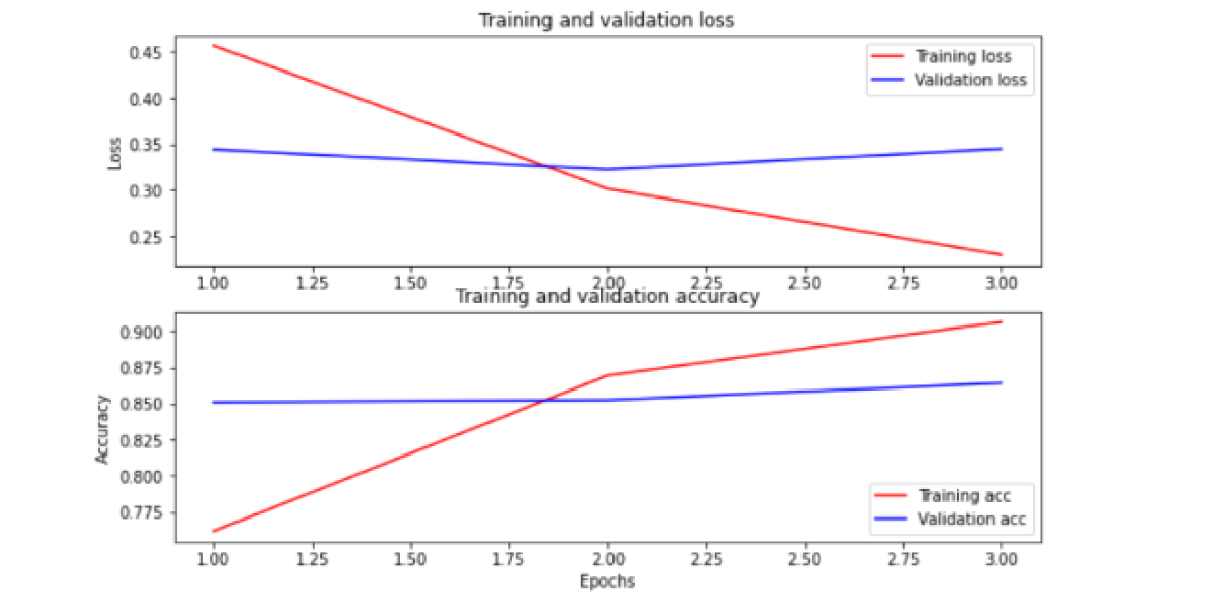 Training and validation loss
0.45
0.40
0.35
0.30
0.25
Loss
Training loss
Validation loss
1.00 1.25 1.50 1.75 2.00 2.25 2.50 2.75 3.00
Training and validation accuracy
0.900
0.875
0.850
0.825
0.800
0.775
Accuracy
Training acc
Validation acc
1.00 1.25 1.50 1.75 2.00 2.25 2.50 2.75 3.00
Epochs